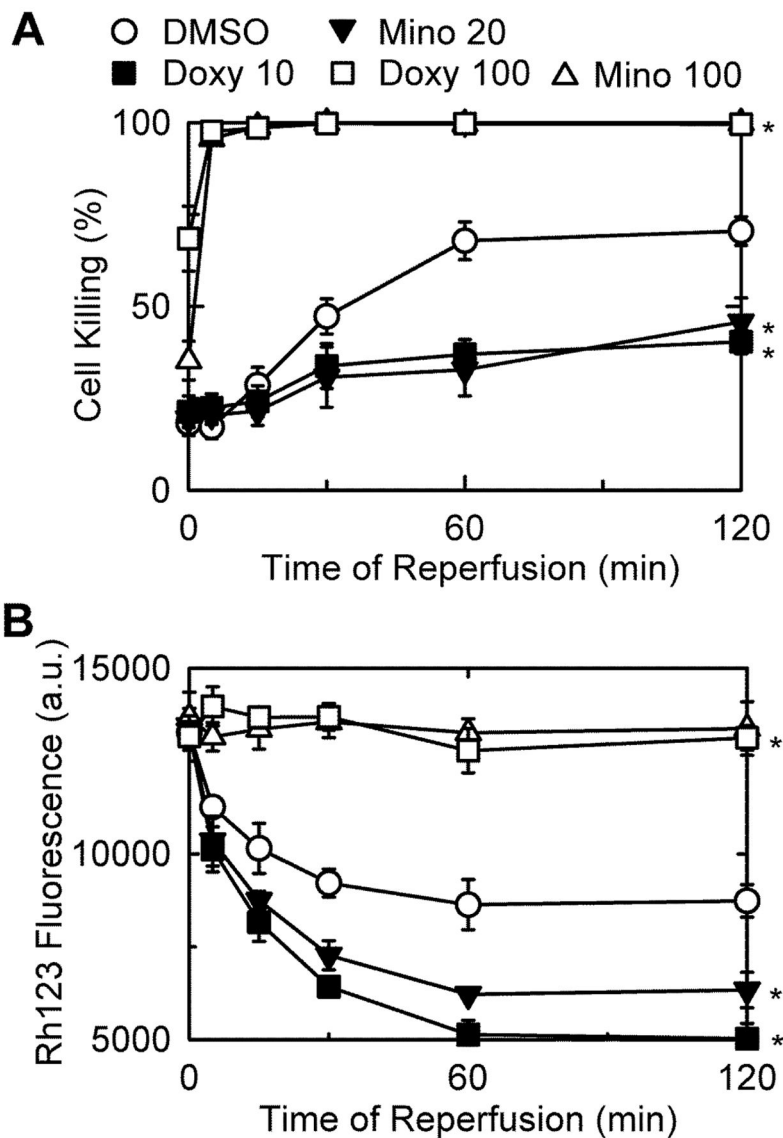 A
DMSO Mino 20
Doxy 10 Doxy 100 Mino 100
Cell Killing (%)
100
50
0
*
*
*
0 60 120
Time of Reperfusion (min)
B
Rh123 Fluorescence (a.u.)
15000
10000
5000
*
*
*
0 60 120
Time of Reperfusion (min)